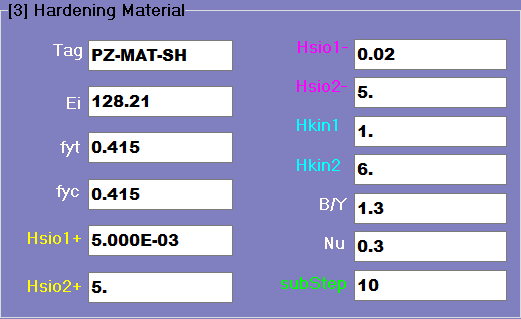 [3] Hardening Material
Tag PZ-MAT-SH
Ei 128.21
fyt 0.415
fyc 0.415
Hsio1+ 5.000E-03
Hsio2+ 5.
Hsio1- 0.02
Hsio2- 5.
Hkin1 1.
Hkin2 6.
B/Y 1.3
Nu 0.3
subStep 10